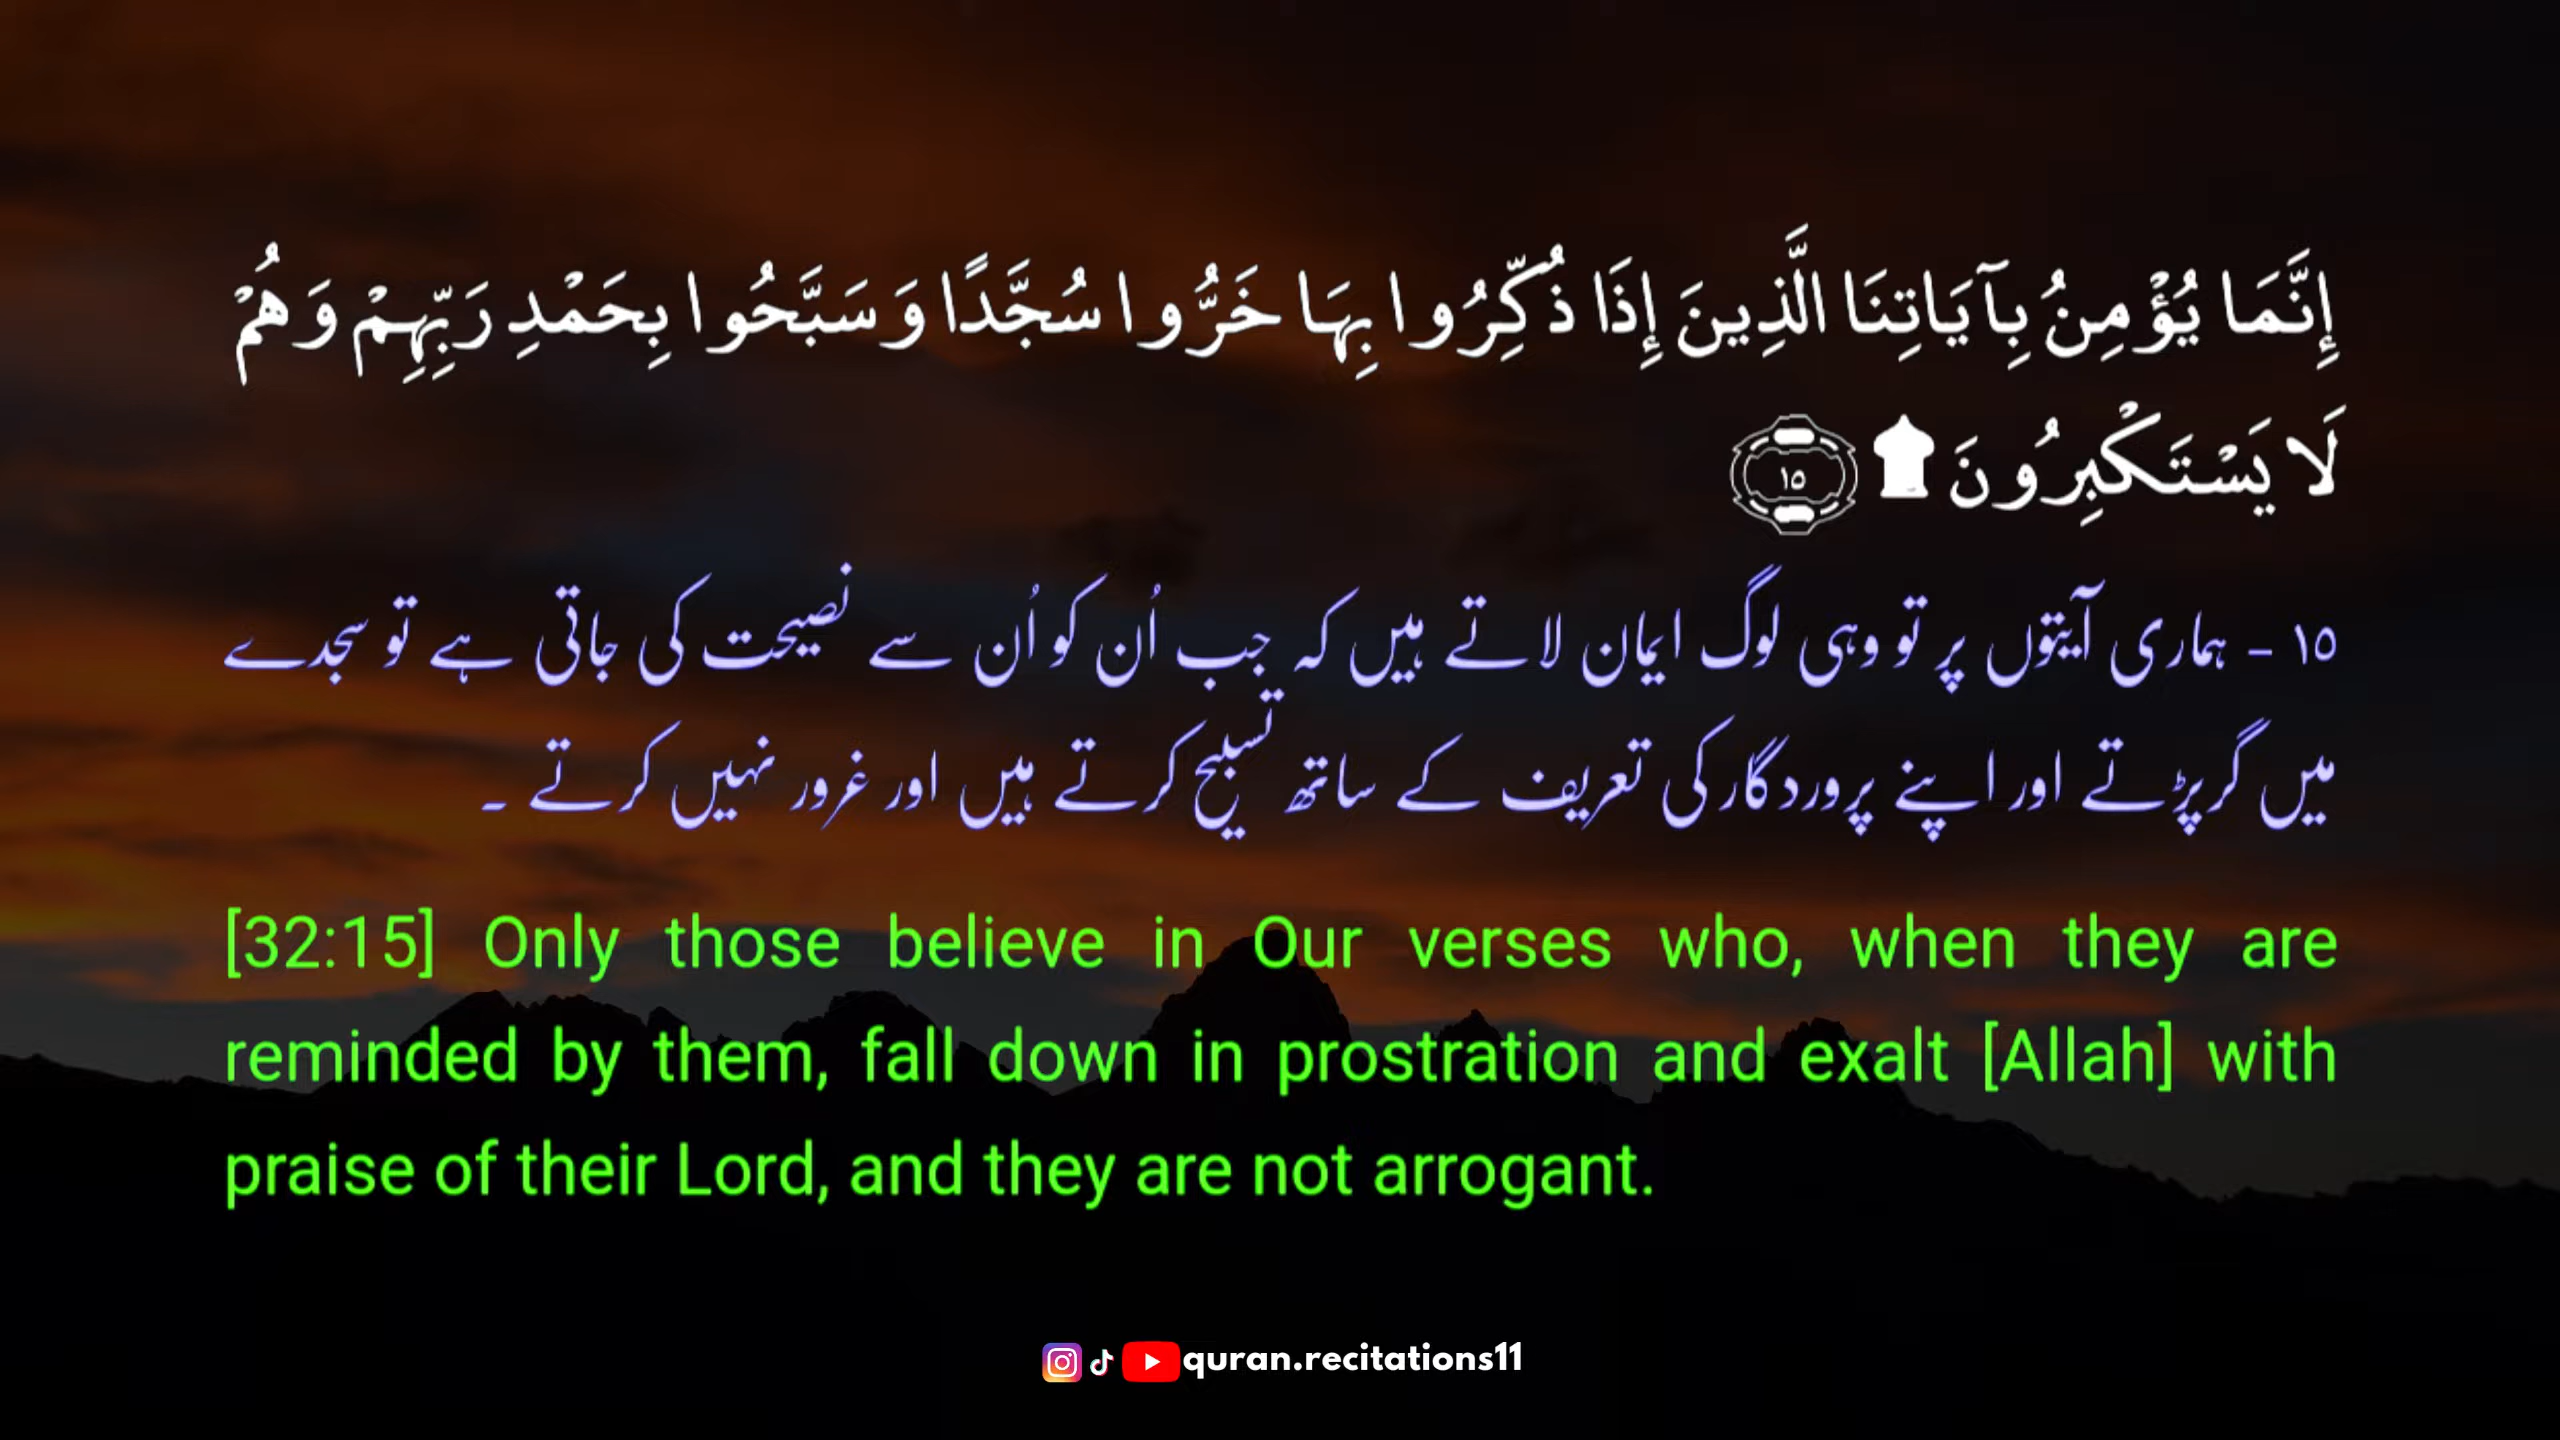 إِنَّمَا يُؤْمِنُ بِآيَاتِنَا الَّذِينَ إِذَا ذُكِّرُوا بِهَا خَرُّوا سُجَّدًا وَسَبَّحُوا بِحَمْدِ رَبِّهِمْ وَهُمْ
لَا يَسْتَكْبِرُونَ ۩ ١٥
١٥ - ہماری آیتوں پر تو وہی لوگ ایمان لاتے ہیں کہ جب اُن کو اُن سے نصیحت کی جاتی ہے تو سجدے
میں گر پڑتے اور اپنے پروردگار کی تعریف کے ساتھ تسبیح کرتے ہیں اور غرور نہیں کرتے ۔
[32:15] Only those believe in Our verses who, when they are
reminded by them, fall down in prostration and exalt [Allah] with
praise of their Lord, and they are not arrogant.
quran.recitations11